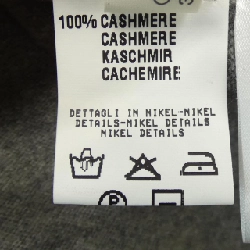 100% CASHMERE
CASHMERE
KASCHMIR
CACHEMIRE
DETTAGLI IN NIKEL-NIKEL
DETAILS-NIKEL DETAILS-
NIKEL DETAILS
P